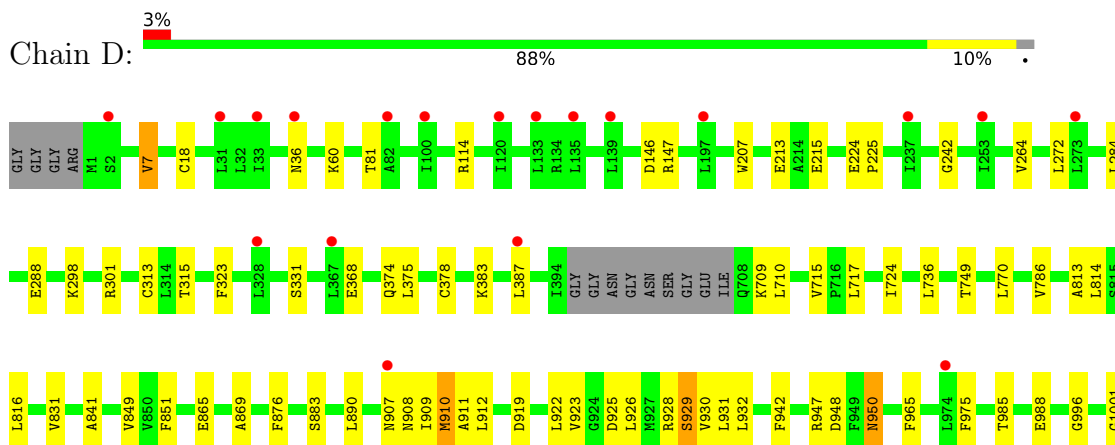 3%
Chain D:
88% 10% •
GLY GLY GLY ARG M1 S2 V7 C18 L31 L32 I33 N36 K60 T81 A82 I100 R114 I120 L133 R134 L135 L139 D146 R147 L197 W207 E213 A214 E215 E224 P225 I237 G242 I253 V264 L272 L273 L284
E288 K298 R301 C313 L314 T315 F323 L328 S331 L367 E368 Q374 L375 C378 K383 L387 I394 GLY GLY ASN GLY ASN SER GLY GLU ILE Q708 K709 L710 V715 P716 L717 I724 L736 T749 L770 V786 A813 L814 S815
L816 V831 A841 V849 V850 F851 E865 A869 F876 S883 L890 N907 N908 I909 M910 A911 L912 D919 L922 V923 G924 D925 L926 M927 R928 S929 V930 L931 L932 F942 R947 D948 F949 N950 F965 L974 F975 T985 E988 G996